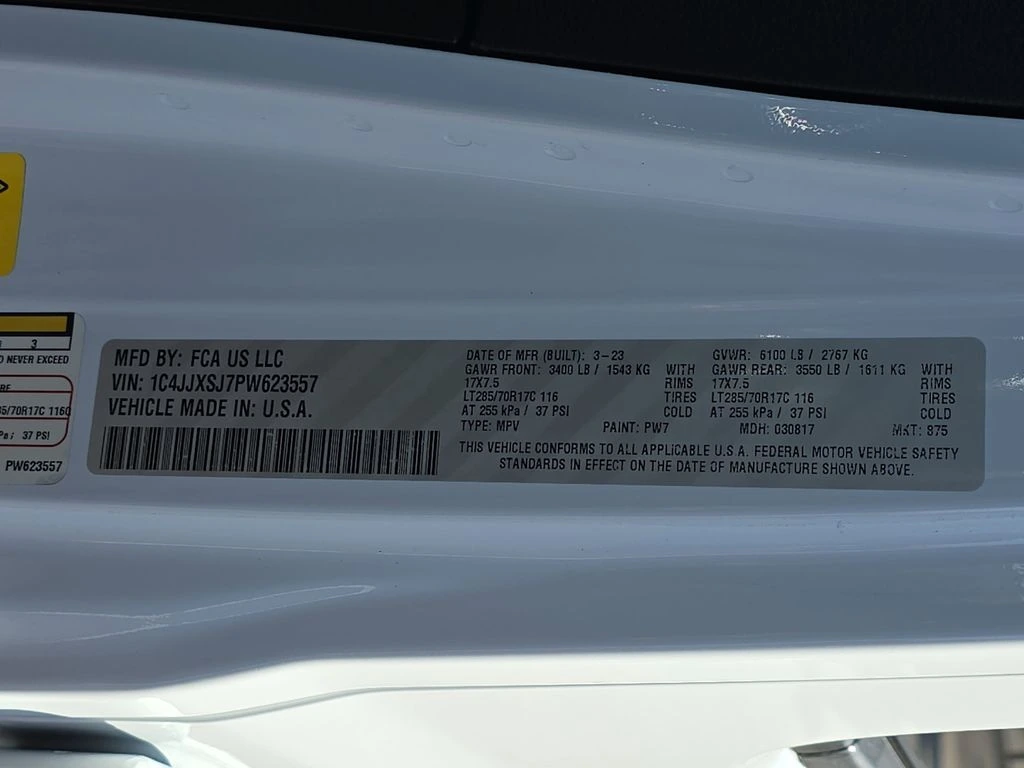 3
D NEVER EXCEED
285/70R17C 116Q
37 PSI
PW623557
MFD BY: FCA US LLC
VIN: 1C4JJXSJ7PW623557
VEHICLE MADE IN: U.S.A.
DATE OF MFR (BUILT): 3-23
GAWR FRONT: 3400 LB / 1543 KG WITH
17X7.5 RIMS
LT285/70R17C 116 TIRES
AT 255 kPa / 37 PSI COLD
TYPE: MPV PAINT: PW7
GVWR: 6100 LB / 2767 KG
GAWR REAR: 3550 LB / 1611 KG WITH
17X7.5 RIMS
LT285/70R17C 116 TIRES
AT 255 kPa / 37 PSI COLD
MDH: 030817 MKT: 875
THIS VEHICLE CONFORMS TO ALL APPLICABLE U.S.A. FEDERAL MOTOR VEHICLE SAFETY
STANDARDS IN EFFECT ON THE DATE OF MANUFACTURE SHOWN ABOVE.